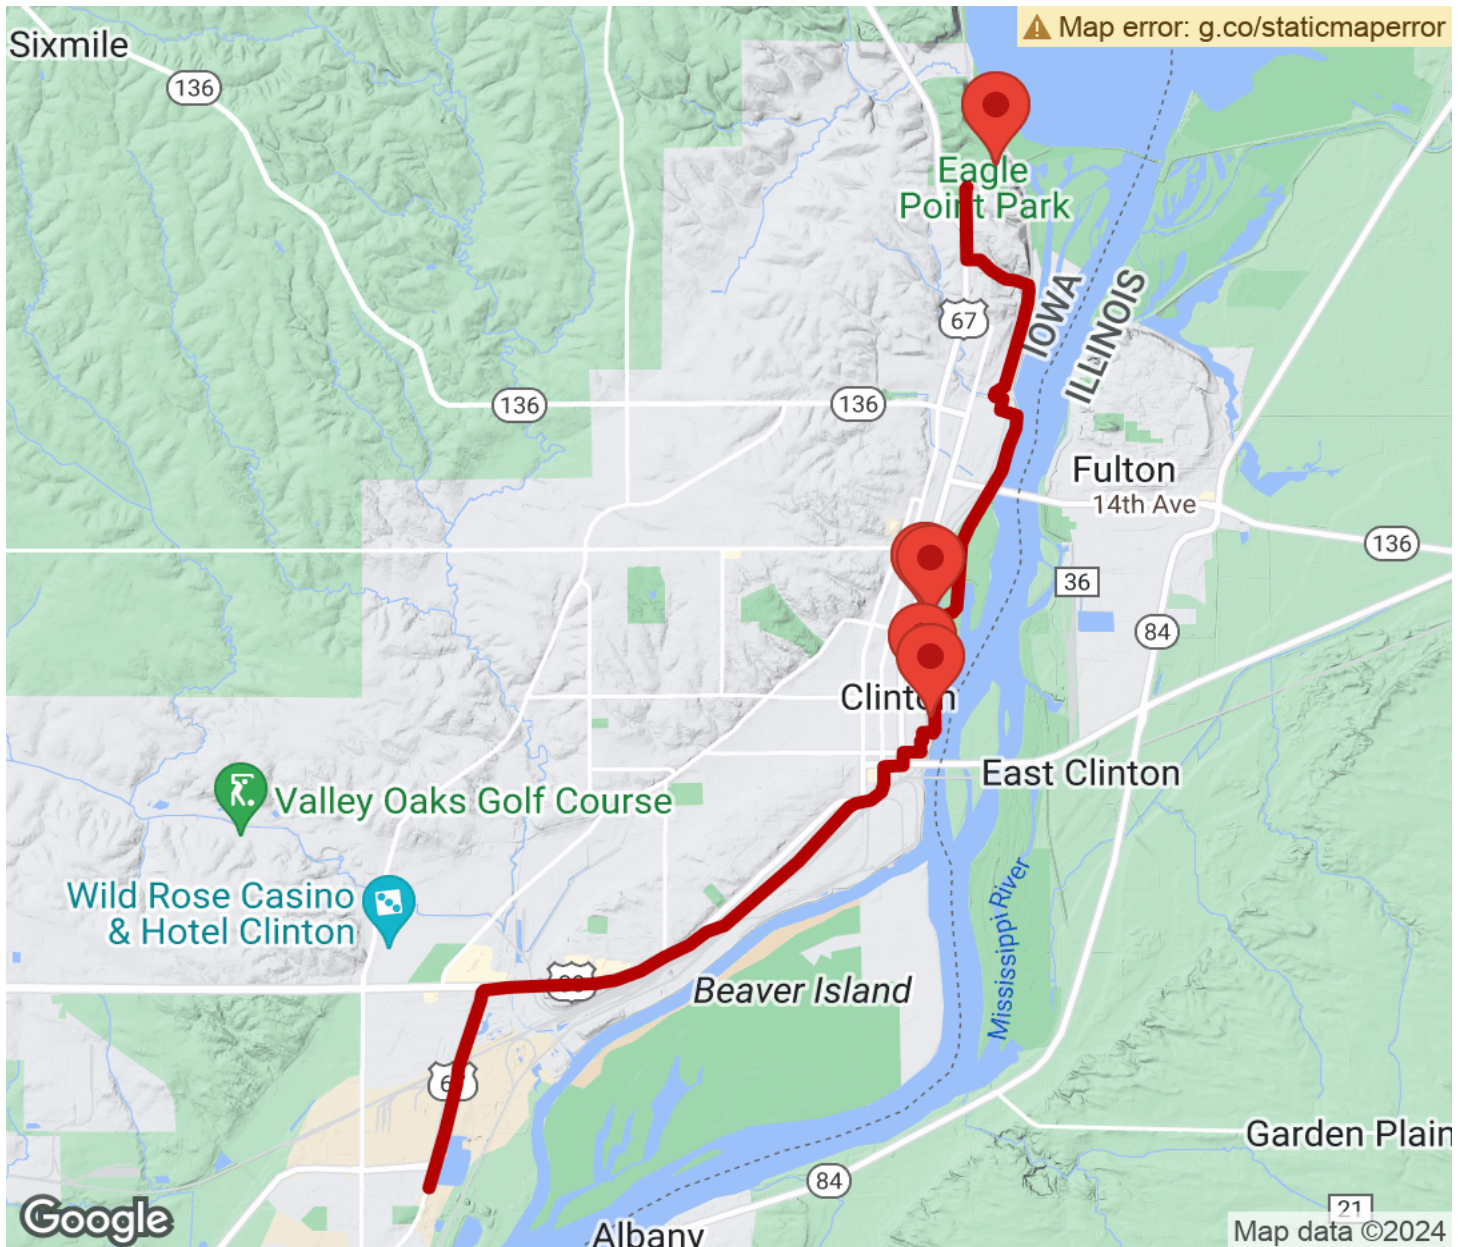 Sixmile
Map error: g.co/staticmaperror
136
Eagle
Point Park
67
IOWA
ILLINOIS
136
136
Fulton
14th Ave
136
36
84
Clinton
East Clinton
Valley Oaks Golf Course
Wild Rose Casino
& Hotel Clinton
Mississippi River
Beaver Island
Garden Plain
84
21
Google
Albany
Map data ©2024